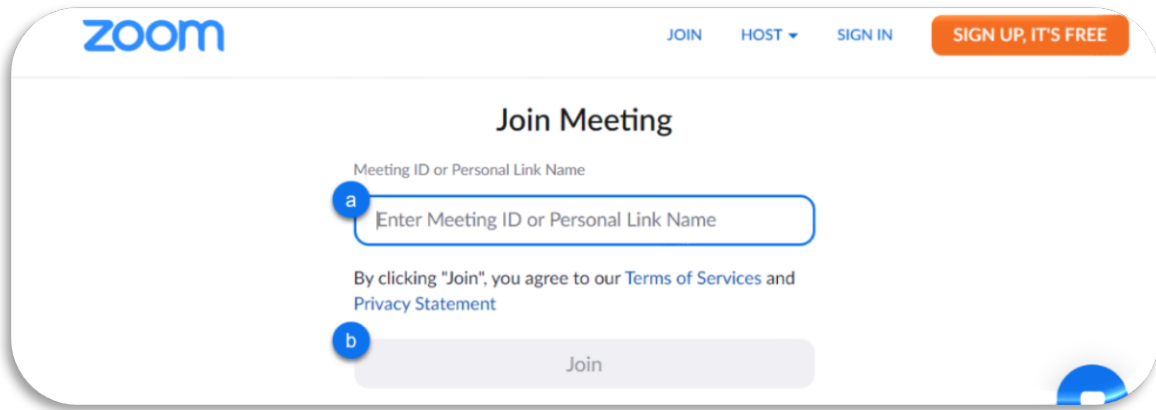 zoom
JOIN HOST SIGN IN SIGN UP, IT'S FREE
Join Meeting
Meeting ID or Personal Link Name
a
Enter Meeting ID or Personal Link Name
By clicking "Join", you agree to our Terms of Services and
Privacy Statement
b
Join